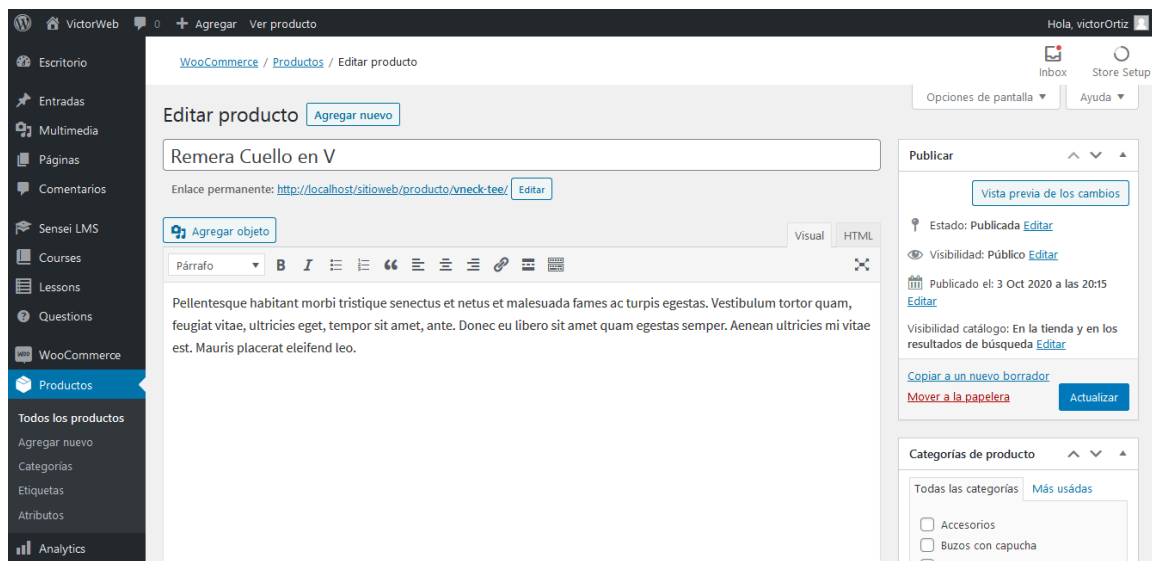 VictorWeb 0 Agregar Ver producto Hola, victorOrtiz
Escritorio
Entradas
Multimedia
Páginas
Comentarios
Sensei LMS
Courses
Lessons
Questions
WooCommerce
Productos
Todos los productos
Agregar nuevo
Categorías
Etiquetas
Atributos
Analytics
WooCommerce / Productos / Editar producto
Inbox Store Setup
Opciones de pantalla Ayuda
Editar producto Agregar nuevo
Remera Cuello en V
Enlace permanente: http://localhost/sitioweb/producto/vneck-tee/ Editar
Agregar objeto Visual HTML
Párrafo B I
Pellentesque habitant morbi tristique senectus et netus et malesuada fames ac turpis egestas. Vestibulum tortor quam,
feugiat vitae, ultricies eget, tempor sit amet, ante. Donec eu libero sit amet quam egestas semper. Aenean ultricies mi vitae
est. Mauris placerat eleifend leo.
Publicar
Vista previa de los cambios
Estado: Publicada Editar
Visibilidad: Público Editar
Publicado el: 3 Oct 2020 a las 20:15
Editar
Visibilidad catálogo: En la tienda y en los
resultados de búsqueda Editar
Copiar a un nuevo borrador
Mover a la papelera Actualizar
Categorías de producto
Todas las categorías Más usádas
Accesorios
Buzos con capucha